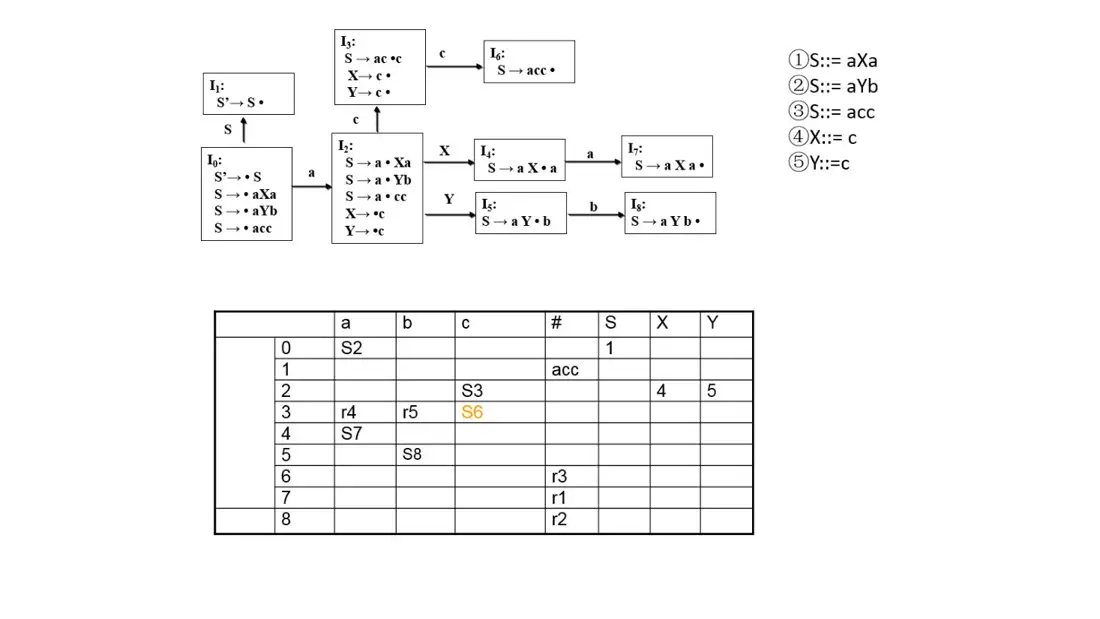 I₃:
S → ac •c
X→ c •
Y→ c •
c
I₆:
S → acc •
I₁:
S’→ S •
S
c
I₀:
S’→ • S
S → • aXa
S → • aYb
S → • acc
a
I₂:
S → a • Xa
S → a • Yb
S → a • cc
X→ •c
Y→ •c
X
I₄:
S → a X • a
a
I₇:
S → a X a •
Y
I₅:
S → a Y • b
b
I₈:
S → a Y b •
①S::= aXa
②S::= aYb
③S::= acc
④X::= c
⑤Y::=c
a b c # S X Y
0 S2 1
1 acc
2 S3 4 5
3 r4 r5 S6
4 S7
5 S8
6 r3
7 r1
8 r2